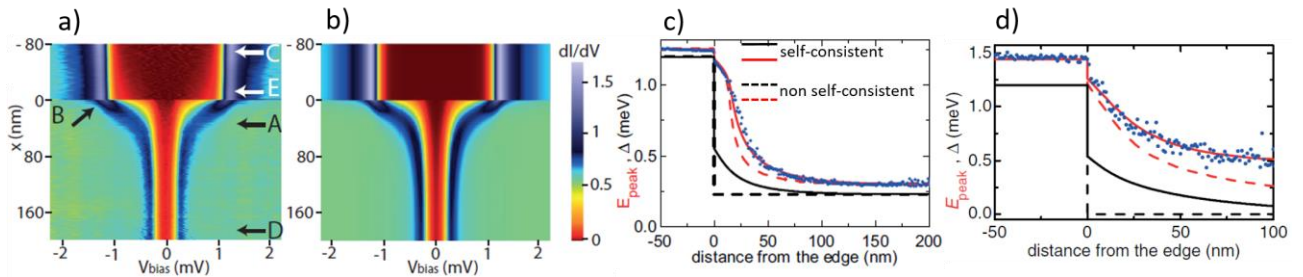 a)
- 80
0
80
160
x (nm)
C
E
B
A
D
-2 -1 0 1 2
Vbias (mV)
b)
- 80
0
80
160
-2 -1 0 1 2
Vbias (mV)
dI/dV
1.5
1
0.5
0
c)
self-consistent
non self-consistent
Epeak , Δ (meV)
1.0
0.5
-50 0 50 100 150 200
distance from the edge (nm)
d)
Epeak , Δ (meV)
1.5
1.0
0.5
0.0
-50 0 50 100
distance from the edge (nm)